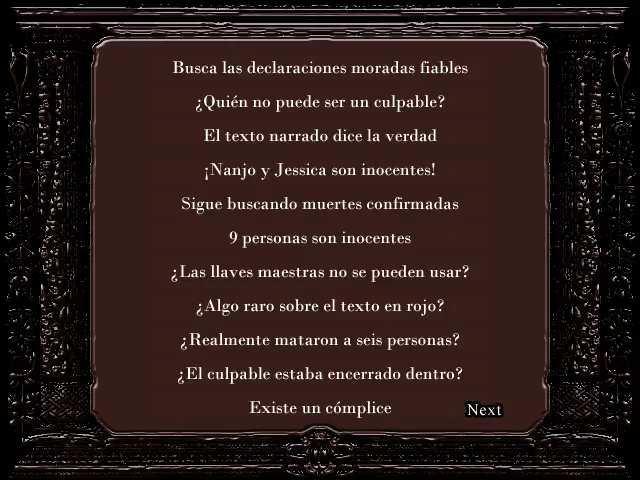 Busca las declaraciones moradas fiables
¿Quién no puede ser un culpable?
El texto narrado dice la verdad
¡Nanjo y Jessica son inocentes!
Sigue buscando muertes confirmadas
9 personas son inocentes
¿Las llaves maestras no se pueden usar?
¿Algo raro sobre el texto en rojo?
¿Realmente mataron a seis personas?
¿El culpable estaba encerrado dentro?
Existe un cómplice
Next